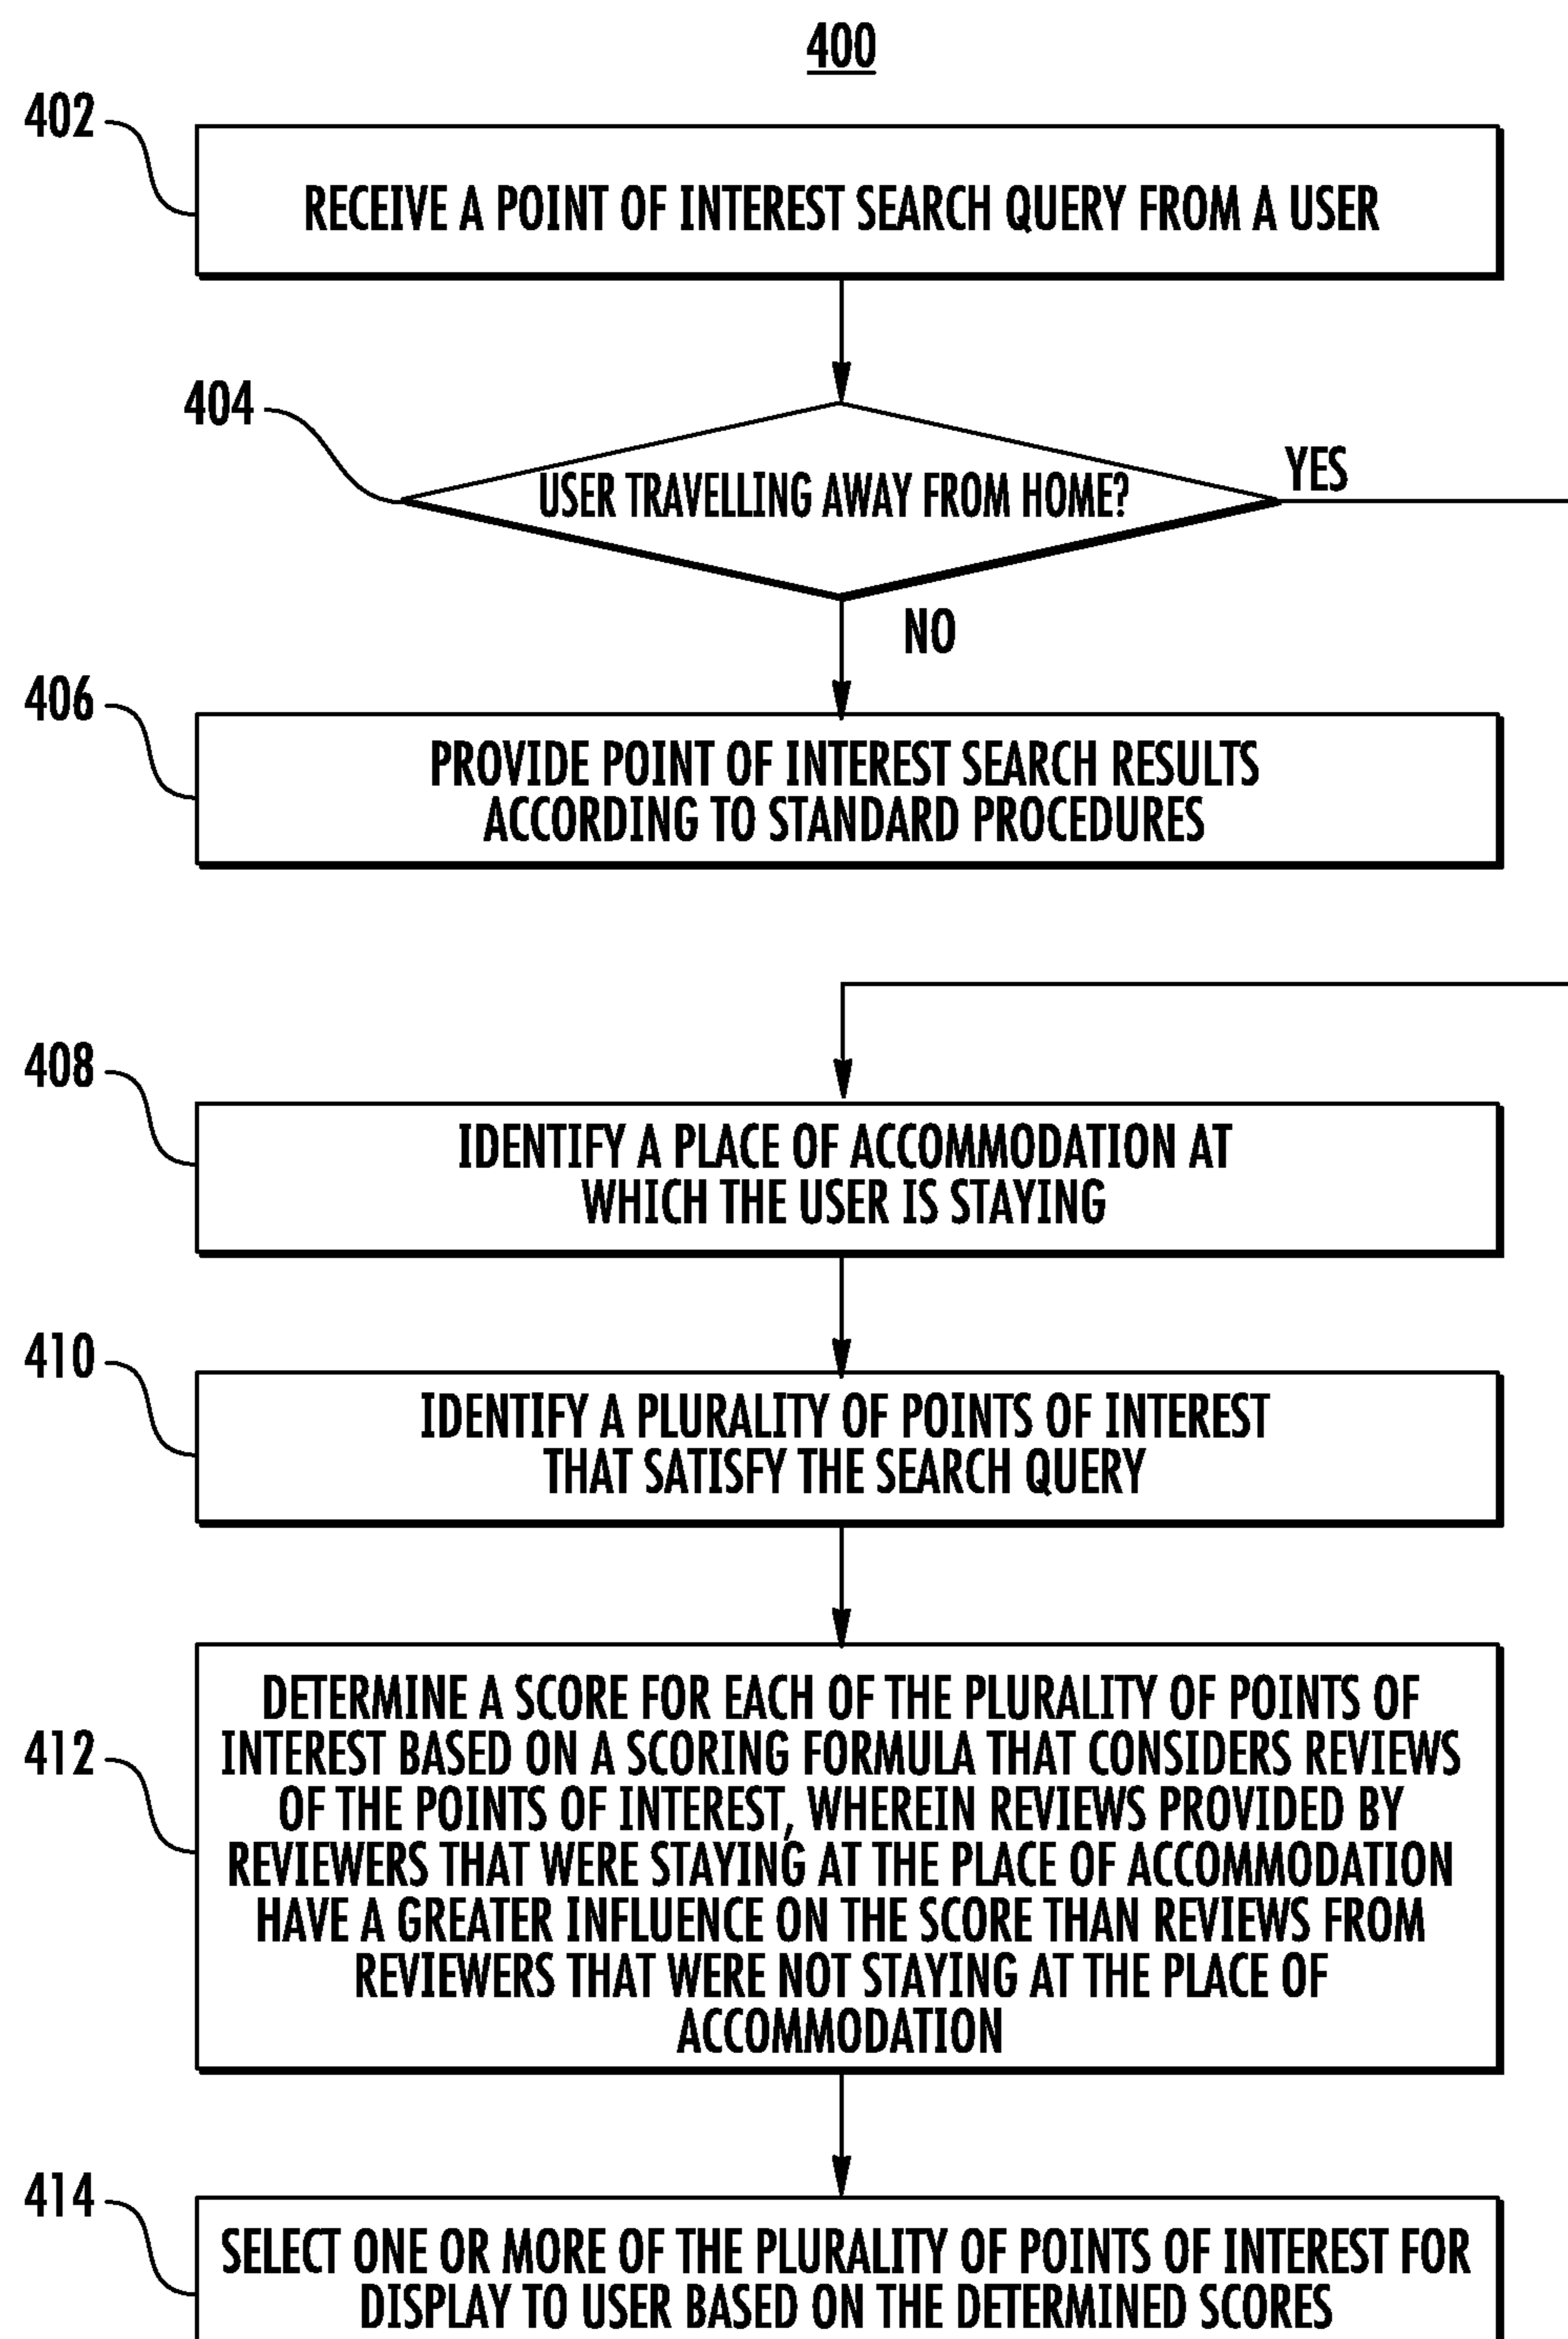 400
402
RECEIVE A POINT OF INTEREST SEARCH QUERY FROM A USER
404
USER TRAVELLING AWAY FROM HOME?
YES
NO
406
PROVIDE POINT OF INTEREST SEARCH RESULTS
ACCORDING TO STANDARD PROCEDURES
408
IDENTIFY A PLACE OF ACCOMMODATION AT
WHICH THE USER IS STAYING
410
IDENTIFY A PLURALITY OF POINTS OF INTEREST
THAT SATISFY THE SEARCH QUERY
412
DETERMINE A SCORE FOR EACH OF THE PLURALITY OF POINTS OF
INTEREST BASED ON A SCORING FORMULA THAT CONSIDERS REVIEWS
OF THE POINTS OF INTEREST, WHEREIN REVIEWS PROVIDED BY
REVIEWERS THAT WERE STAYING AT THE PLACE OF ACCOMMODATION
HAVE A GREATER INFLUENCE ON THE SCORE THAN REVIEWS FROM
REVIEWERS THAT WERE NOT STAYING AT THE PLACE OF
ACCOMMODATION
414
SELECT ONE OR MORE OF THE PLURALITY OF POINTS OF INTEREST FOR
DISPLAY TO USER BASED ON THE DETERMINED SCORES